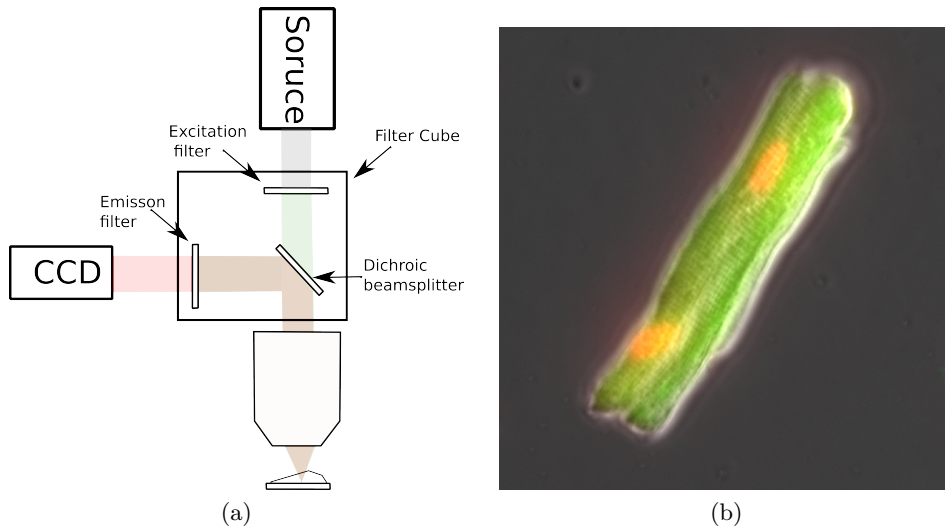 Soruce
Excitation
filter
Filter Cube
Emisson
filter
CCD
Dichroic
beamsplitter
(a)
(b)